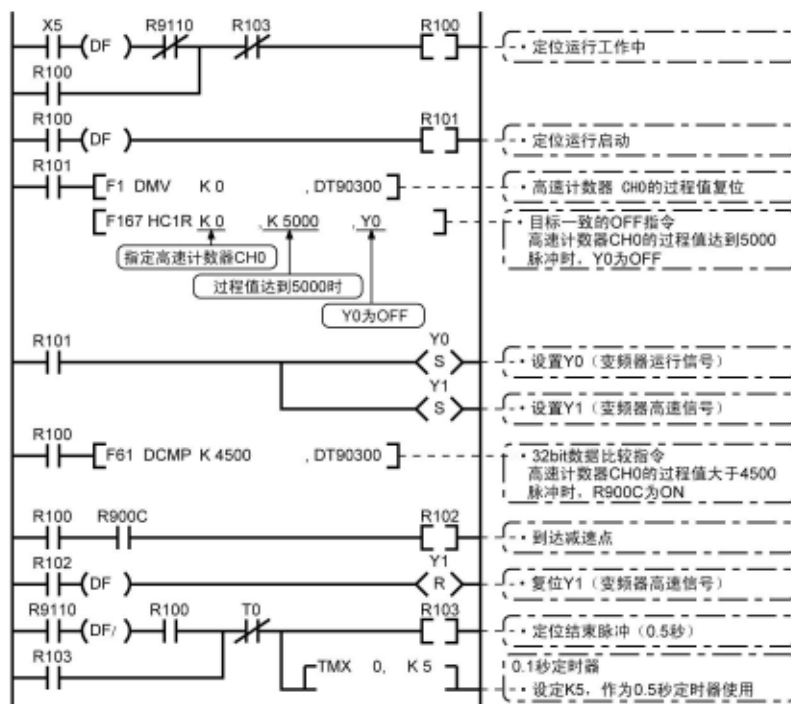 X5 R9110 R103 R100
(DF) 定位运行工作中
R100
R100 R101
(DF) 定位运行启动
R101
F1 DMV K 0 , DT90300 ・高速计数器 CH0的过程值复位
F167 HC1R K 0 , K 5000 , Y0 ・目标一致的OFF指令
高速计数器CH0的过程值达到5000
脉冲时，Y0为OFF
指定高速计数器CH0
过程值达到5000时
Y0为OFF
R101 Y0
S ・设置Y0（变频器运行信号）
Y1
S ・设置Y1（变频器高速信号）
R100
F61 DCMP K 4500 , DT90300 ・32bit数据比较指令
高速计数器CH0的过程值大于4500
脉冲时，R900C为ON
R100 R900C R102
・到达减速点
R102 Y1
(DF) R ・复位Y1（变频器高速信号）
R9110 R100 T0 R103
(DF/) ・定位结束脉冲（0.5秒）
R103
TMX 0, K 5 0.1秒定时器
・设定K5，作为0.5秒定时器使用